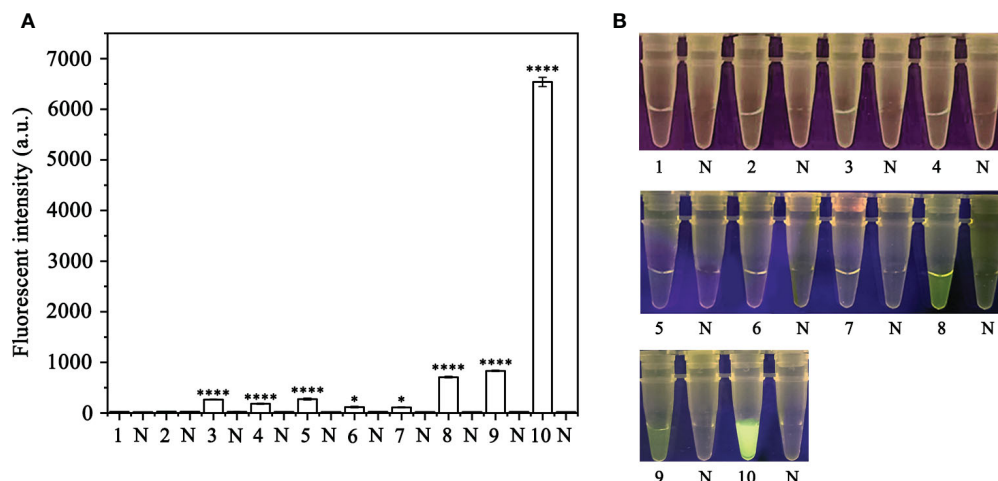 A
Fluorescent intensity (a.u.)
7000
6000
5000
4000
3000
2000
1000
0
**** **** **** * * **** **** ****
1 N 2 N 3 N 4 N 5 N 6 N 7 N 8 N 9 N 10 N
B
1 N 2 N 3 N 4 N
5 N 6 N 7 N 8 N
9 N 10 N